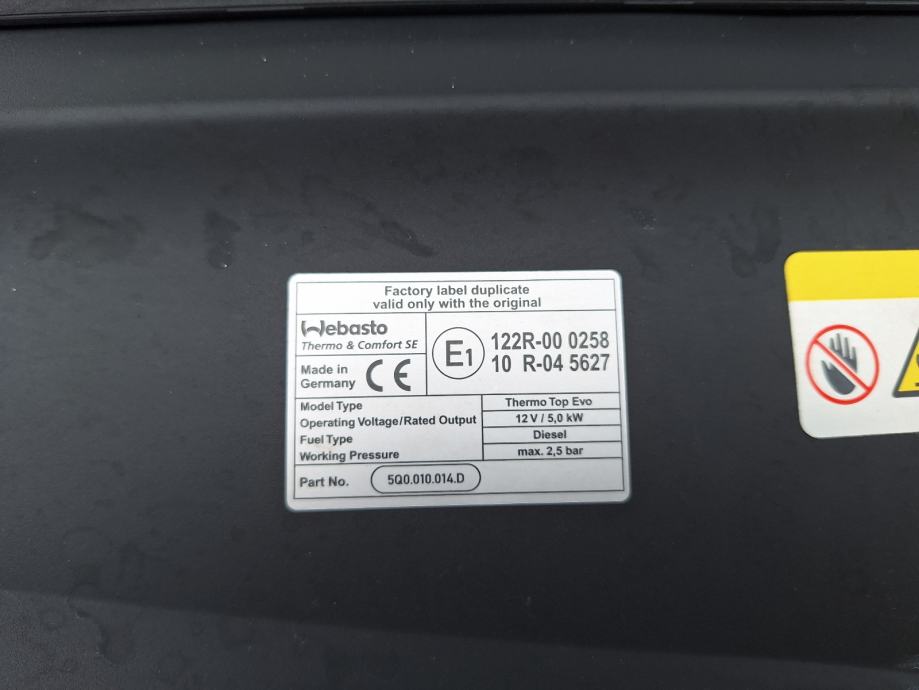 Factory label duplicate
valid only with the original
Webasto
Thermo & Comfort SE
Made in
Germany
CE
E1
122R-00 0258
10 R-04 5627
Model Type Thermo Top Evo
Operating Voltage/Rated Output 12 V / 5,0 kW
Fuel Type Diesel
Working Pressure max. 2,5 bar
Part No. 5Q0.010.014.D